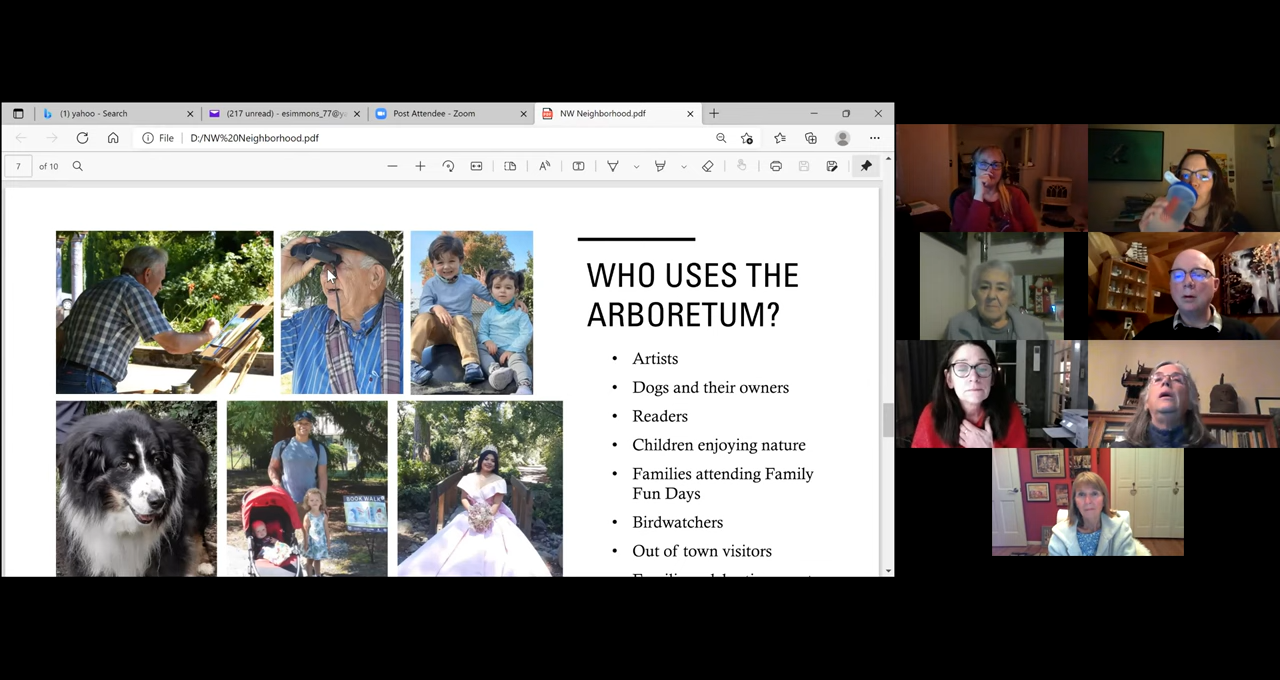 (1) yahoo - Search
(217 unread) - esimmons_77@y
Post Attendee - Zoom
NW Neighborhood.pdf
File
D:/NW%20Neighborhood.pdf
7
of 10
WHO USES THE
ARBORETUM?
• Artists
• Dogs and their owners
• Readers
• Children enjoying nature
• Families attending Family
Fun Days
• Birdwatchers
• Out of town visitors
BOOK WALK